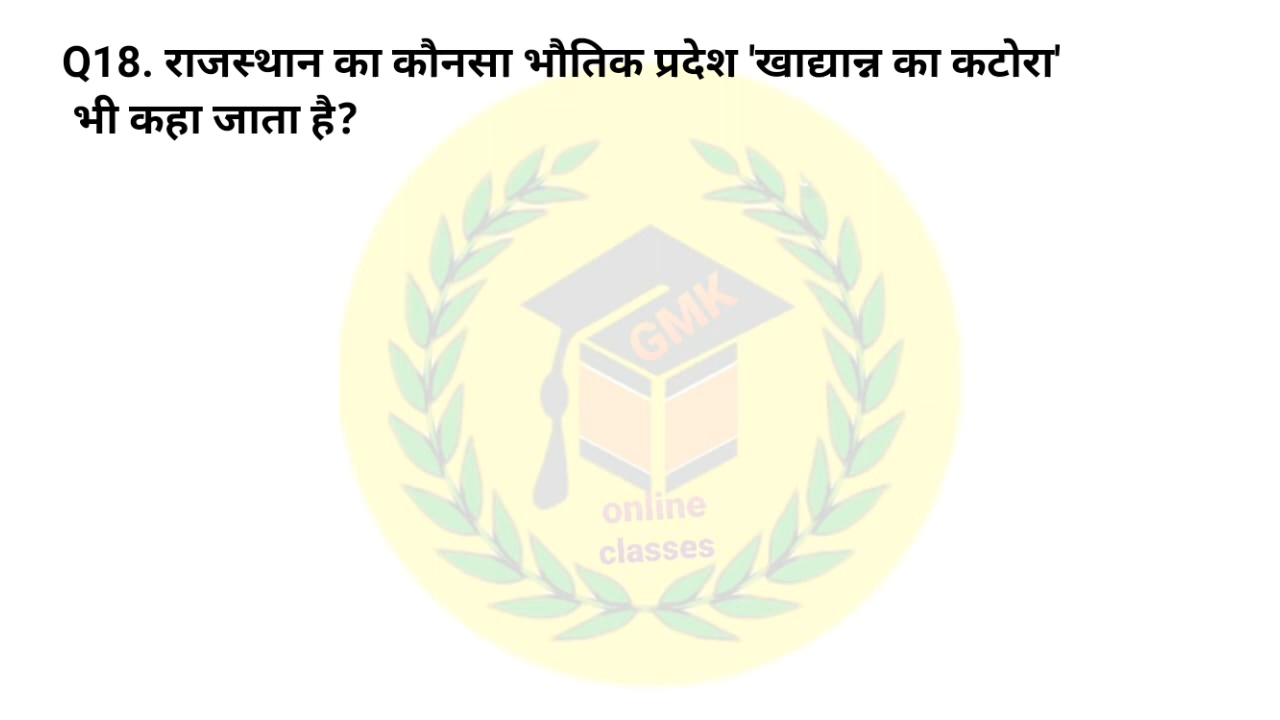 Q18. राजस्थान का कौनसा भौतिक प्रदेश 'खाद्यान्न का कटोरा'
भी कहा जाता है?
GMK
online
classes